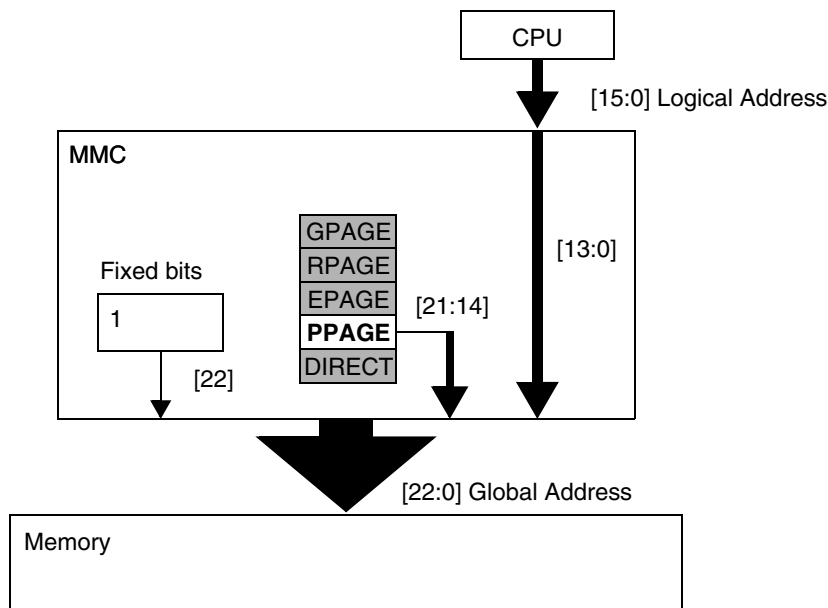 CPU
[15:0] Logical Address
MMC
GPAGE
RPAGE
EPAGE
PPAGE
DIRECT
[13:0]
Fixed bits
1
[21:14]
[22]
[22:0] Global Address
Memory